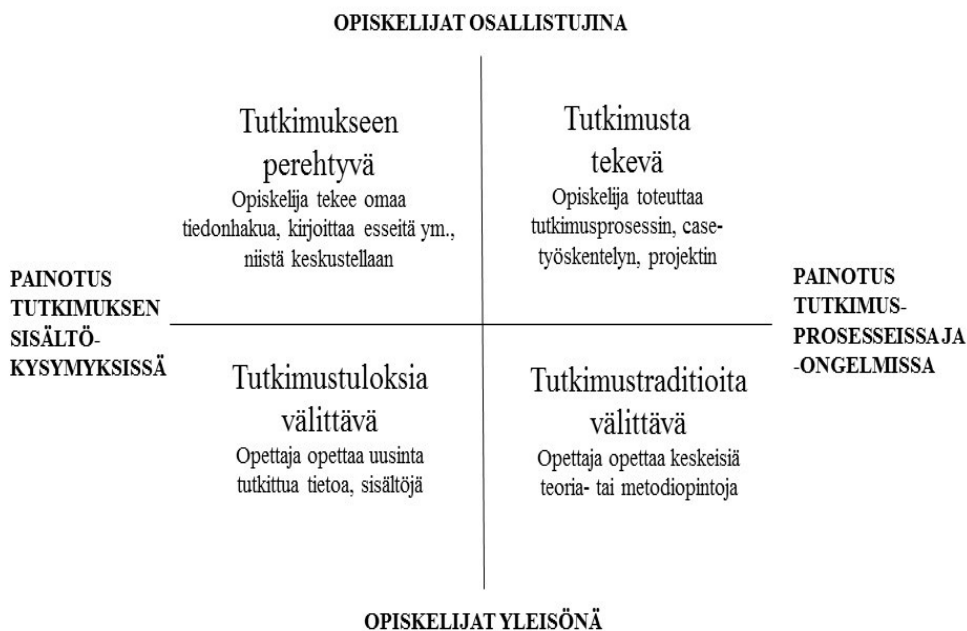 OPISKELIJAT OSALLISTUJINA
Tutkimukseen
perehtyvä
Opiskelija tekee omaa
tiedonhakua, kirjoittaa esseitä ym.,
niistä keskustellaan
Tutkimusta
tekevä
Opiskelija toteuttaa
tutkimusprosessin, case-
työskentelyn, projektin
PAINOTUS
TUTKIMUKSEN
SISÄLTÖ-
KYSYMYKSISSÄ
PAINOTUS
TUTKIMUS-
PROSESSEISSA JA
-ONGELMISSA
Tutkimustuloksia
välittävä
Opettaja opettaa uusinta
tutkittua tietoa, sisältöjä
Tutkimustraditioita
välittävä
Opettaja opettaa keskeisiä
teoria- tai metodiopintoja
OPISKELIJAT YLEISÖNÄ